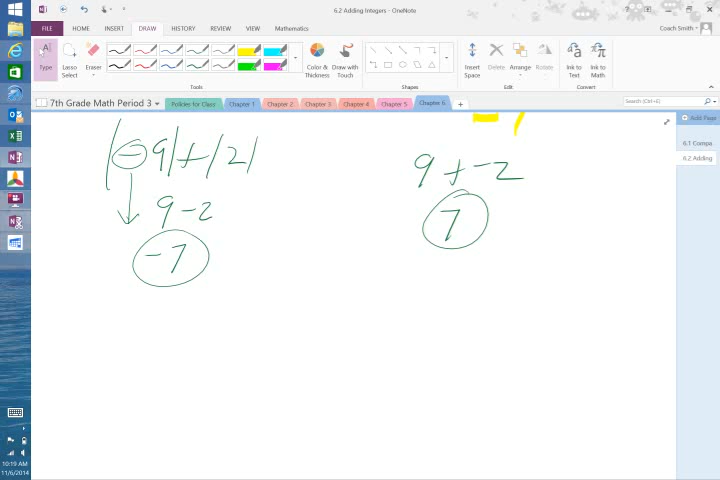 6.2 Adding Integers - OneNote
FILE HOME INSERT DRAW HISTORY REVIEW VIEW Mathematics Coach Smith
Type
Lasso Select
Eraser
Color & Thickness
Draw with Touch
Insert Space
Arrange
Rotate
Ink to Text
Ink to Math
Tools Shapes Edit Convert
7th Grade Math Period 3 Policies for Class Chapter 1 Chapter 2 Chapter 3 Chapter 4 Chapter 5 Chapter 6 + Search (Ctrl+E)
Add Page
6.1 Compa
6.2 Adding
|-9|+|2|
9-2
-7
9+-2
7
10:19 AM
11/6/2014